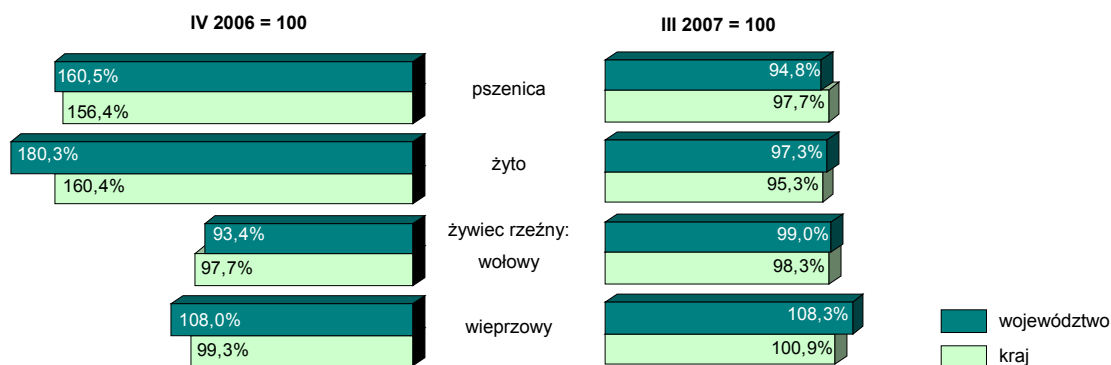 IV 2006 = 100
III 2007 = 100
160,5%
156,4%
pszenica
94,8%
97,7%
180,3%
160,4%
żyto
97,3%
95,3%
93,4%
97,7%
żywiec rzeźny:
wołowy
99,0%
98,3%
108,0%
99,3%
wieprzowy
108,3%
100,9%
województwo
kraj